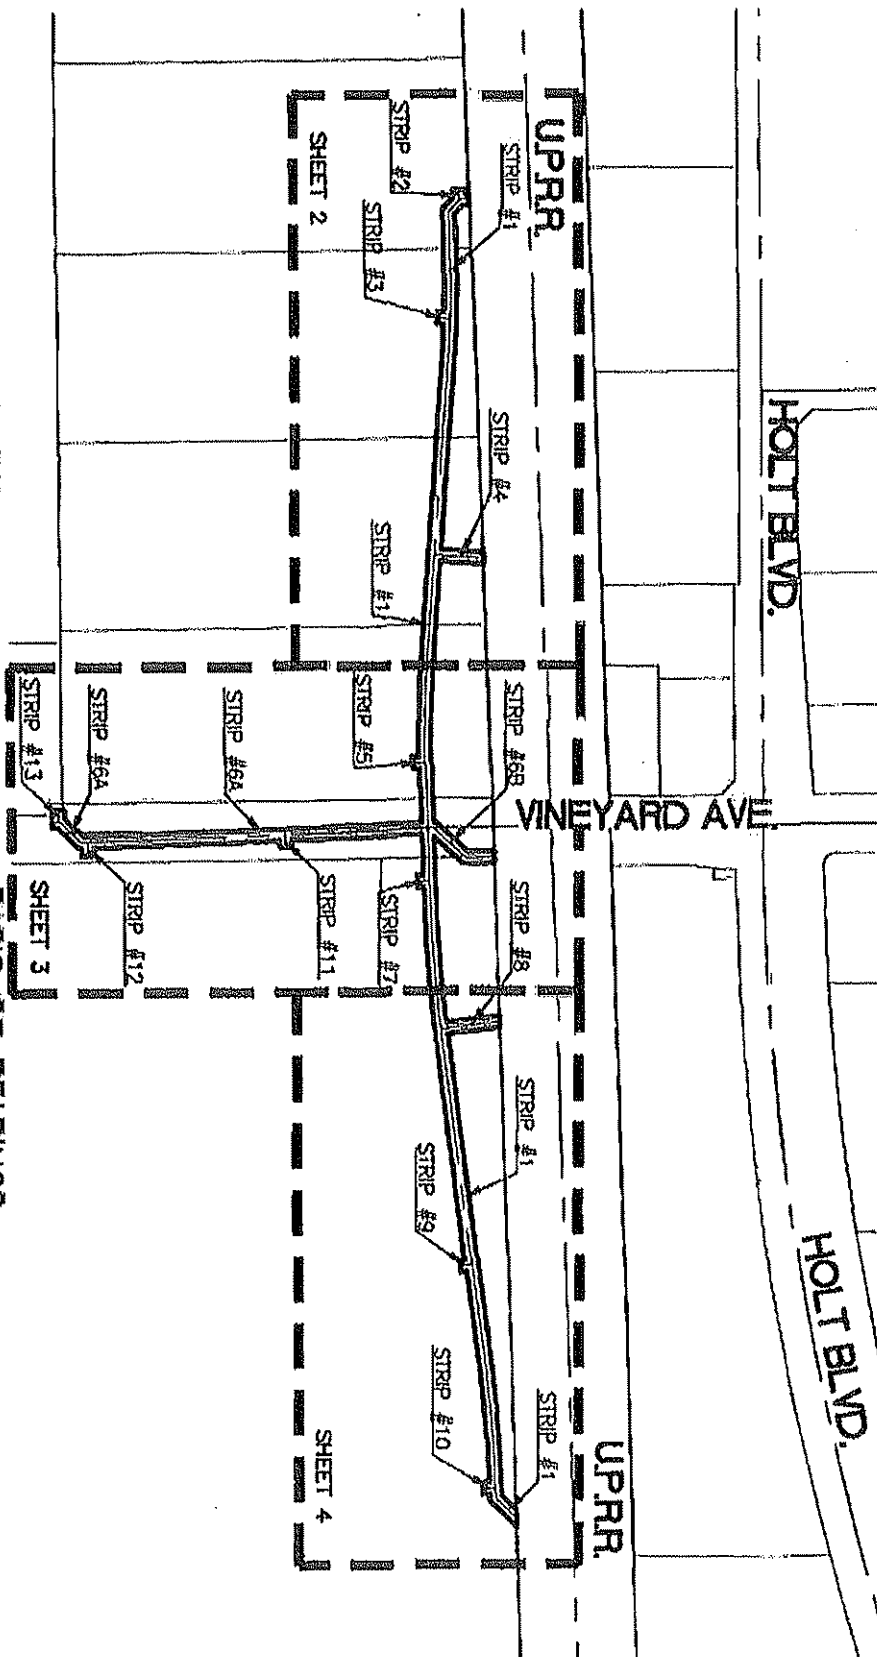 U.P.R.R.
STRIP #1
STRIP #2
SHEET 2
STRIP #3
HOLT BLVD.
STRIP #4
STRIP #1
STRIP #6B
STRIP #5
STRIP #6A
STRIP #6A
STRIP #13
VINEYARD AVE.
STRIP #8
STRIP #7
STRIP #11
STRIP #12
SHEET 3
STRIP #1
STRIP #9
HOLT BLVD.
STRIP #10
STRIP #1
U.P.R.R.
SHEET 4